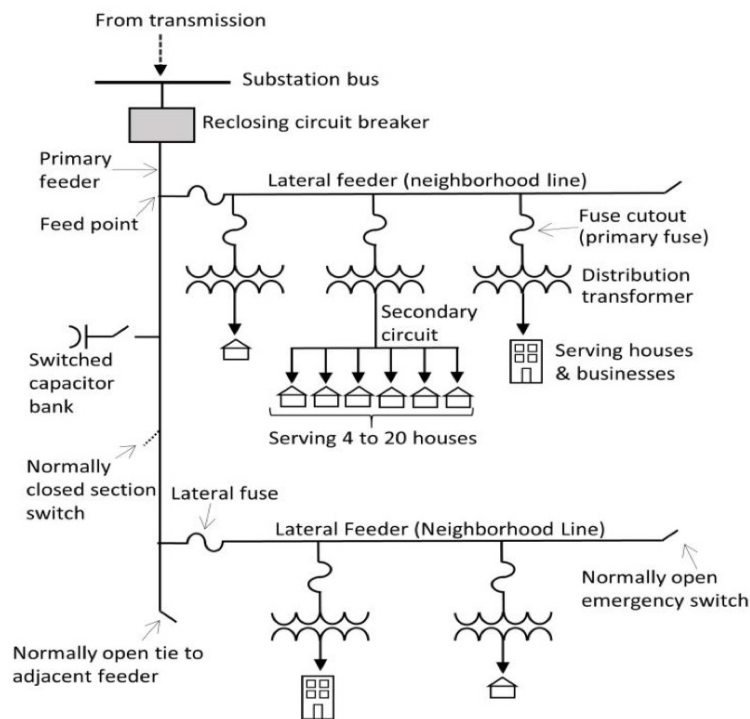 From transmission
Substation bus
Reclosing circuit breaker
Primary
feeder
Lateral feeder (neighborhood line)
Feed point
Fuse cutout
(primary fuse)
Distribution
transformer
Secondary
circuit
Switched
capacitor
bank
Serving houses
& businesses
Serving 4 to 20 houses
Normally
closed section
switch
Lateral fuse
Lateral Feeder (Neighborhood Line)
Normally open
emergency switch
Normally open tie to
adjacent feeder